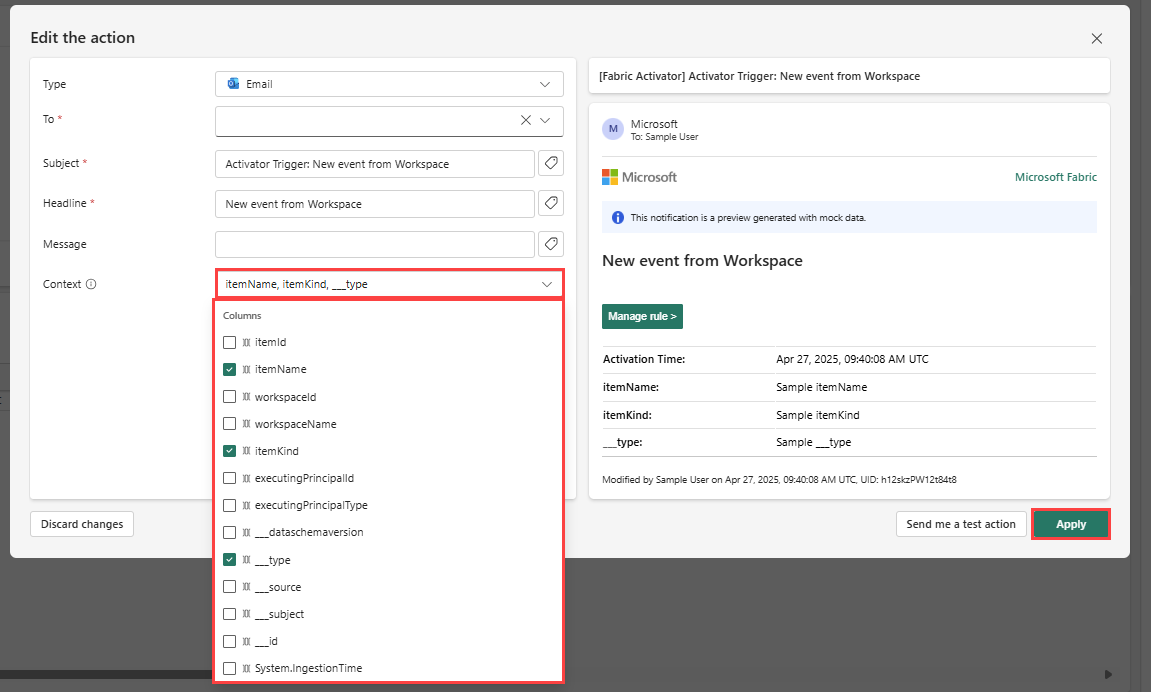 Edit the action
Type
Email
To *
Subject *
Activator Trigger: New event from Workspace
Headline *
New event from Workspace
Message
Context
itemName, itemKind, ___type
Columns
itemId
itemName
workspaceId
workspaceName
itemKind
executingPrincipalId
executingPrincipalType
___dataschemaversion
___type
___source
___subject
___id
System.IngestionTime
Discard changes
[Fabric Activator] Activator Trigger: New event from Workspace
M
Microsoft
To: Sample User
Microsoft
Microsoft Fabric
This notification is a preview generated with mock data.
New event from Workspace
Manage rule >
Activation Time: Apr 27, 2025, 09:40:08 AM UTC
itemName: Sample itemName
itemKind: Sample itemKind
___type: Sample ___type
Modified by Sample User on Apr 27, 2025, 09:40:08 AM UTC, UID: h12skzPW12t84t8
Send me a test action
Apply